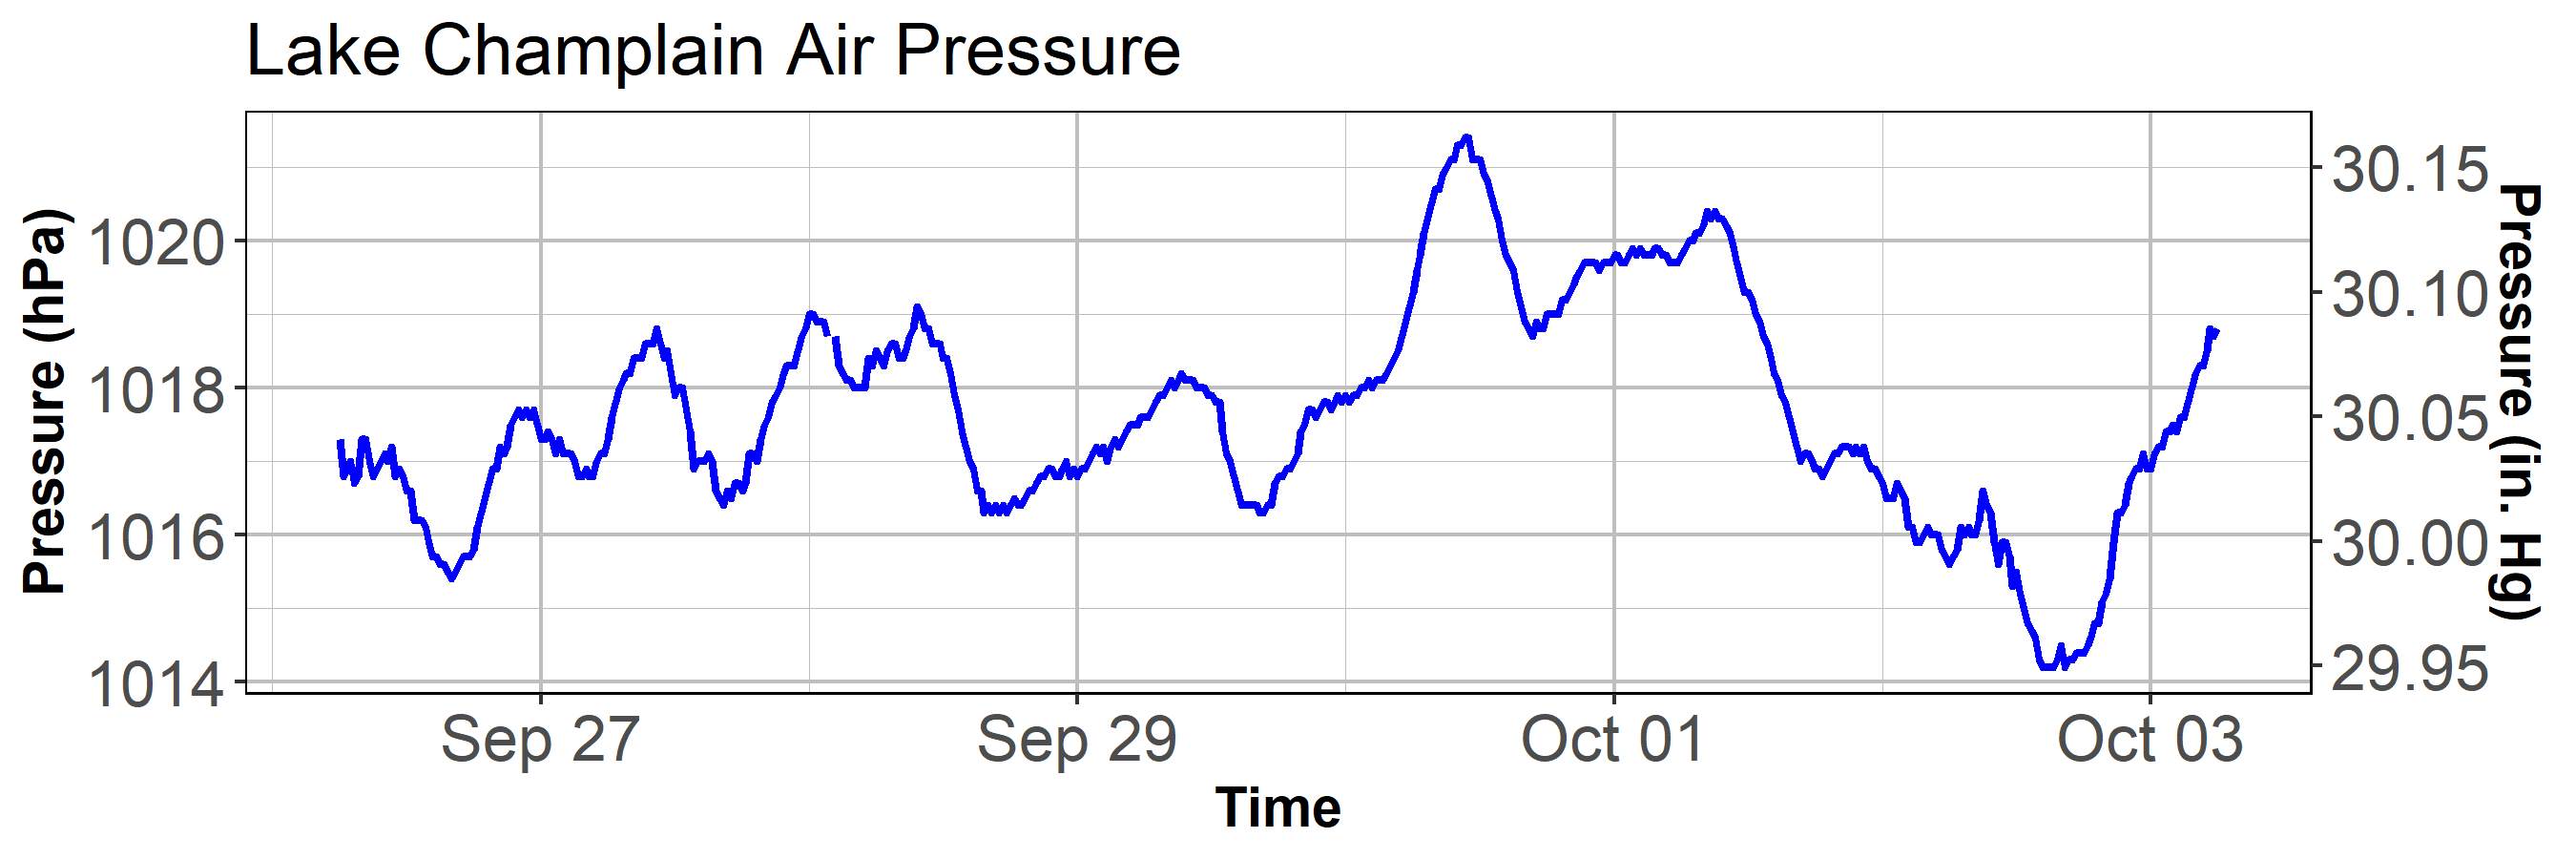 Lake Champlain Air Pressure
Pressure (hPa)
1020
1018
1016
1014
30.15
30.10
30.05
30.00
29.95
Pressure (in. Hg)
Sep 27
Sep 29
Oct 01
Oct 03
Time